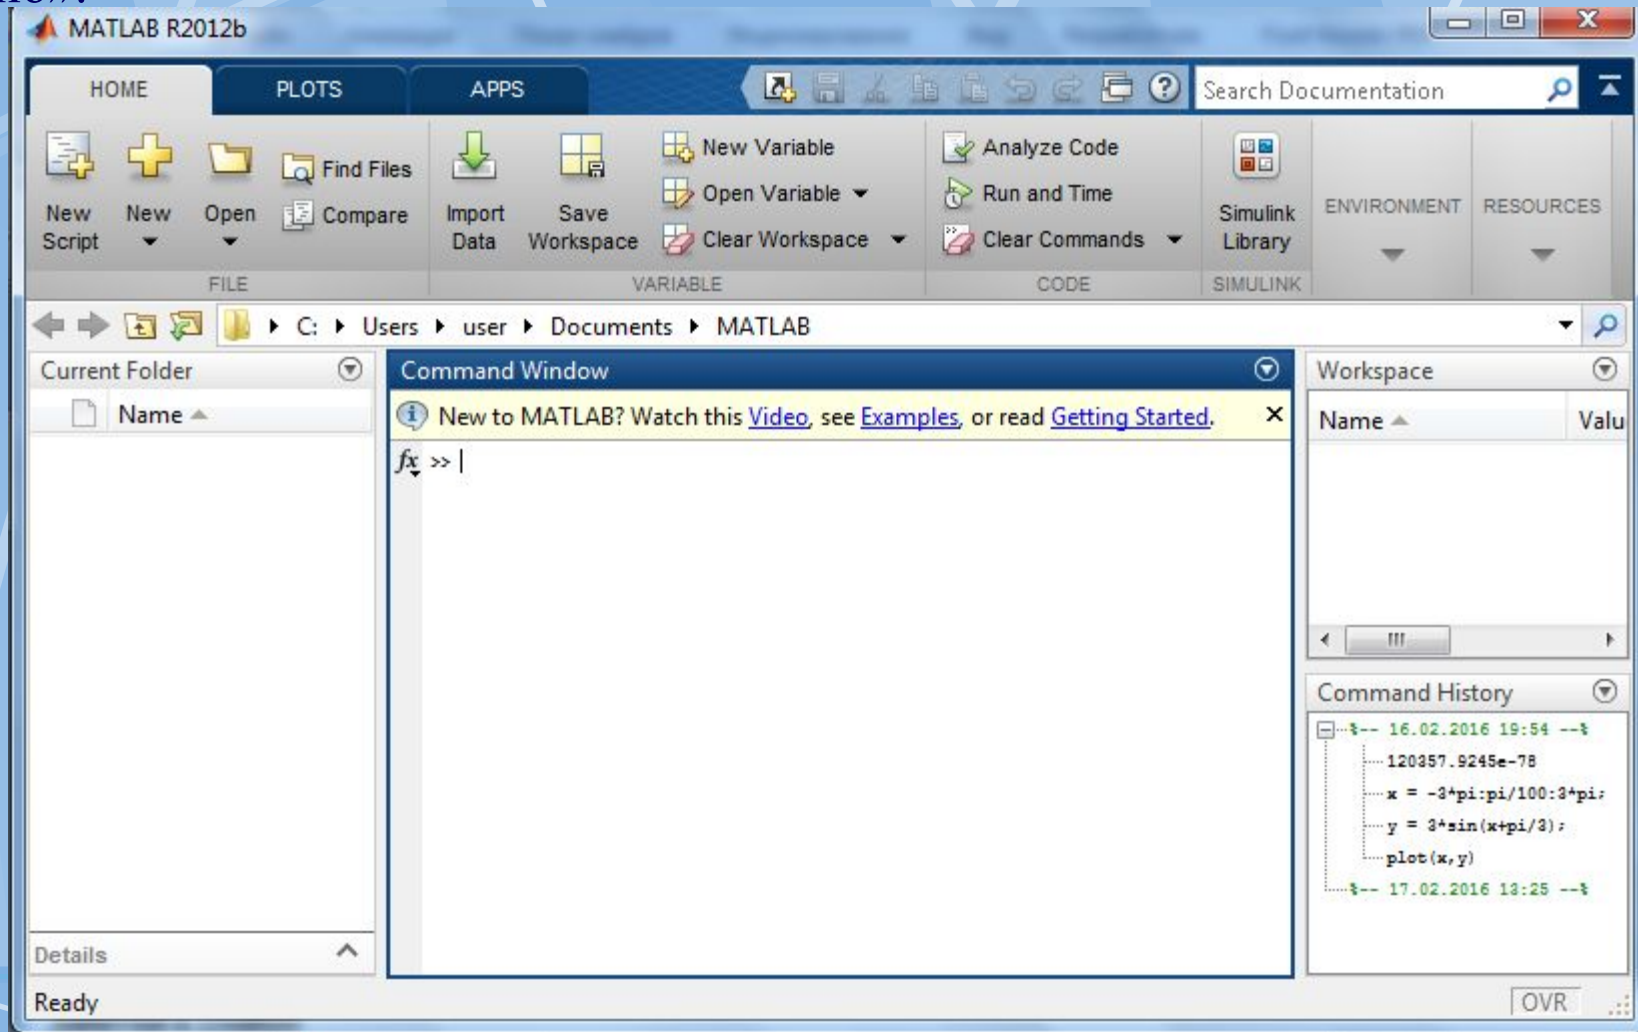 MATLAB R2012b
HOME PLOTS APPS Search Documentation
New Script
New
Open
Find Files
Compare
Import Data
Save Workspace
New Variable
Open Variable
Clear Workspace
Analyze Code
Run and Time
Clear Commands
Simulink Library
ENVIRONMENT
RESOURCES
FILE VARIABLE CODE SIMULINK
C: Users user Documents MATLAB
Current Folder
Name
Details
Command Window
New to MATLAB? Watch this Video, see Examples, or read Getting Started.
fx >>
Workspace
Name Valu
Command History
%-- 16.02.2016 19:54 --%
120357.9245e-78
x = -3*pi:pi/100:3*pi;
y = 3*sin(x+pi/3);
plot(x,y)
%-- 17.02.2016 13:25 --%
Ready OVR